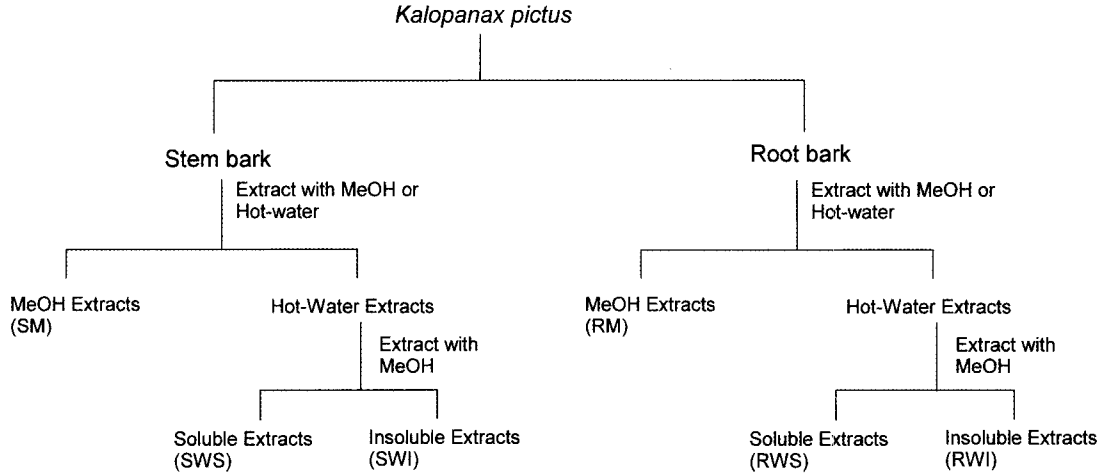 Kalopanax pictus
Stem bark
Root bark
Extract with MeOH or
Hot-water
Extract with MeOH or
Hot-water
MeOH Extracts
(SM)
Hot-Water Extracts
MeOH Extracts
(RM)
Hot-Water Extracts
Extract with
MeOH
Extract with
MeOH
Soluble Extracts
(SWS)
Insoluble Extracts
(SWI)
Soluble Extracts
(RWS)
Insoluble Extracts
(RWI)